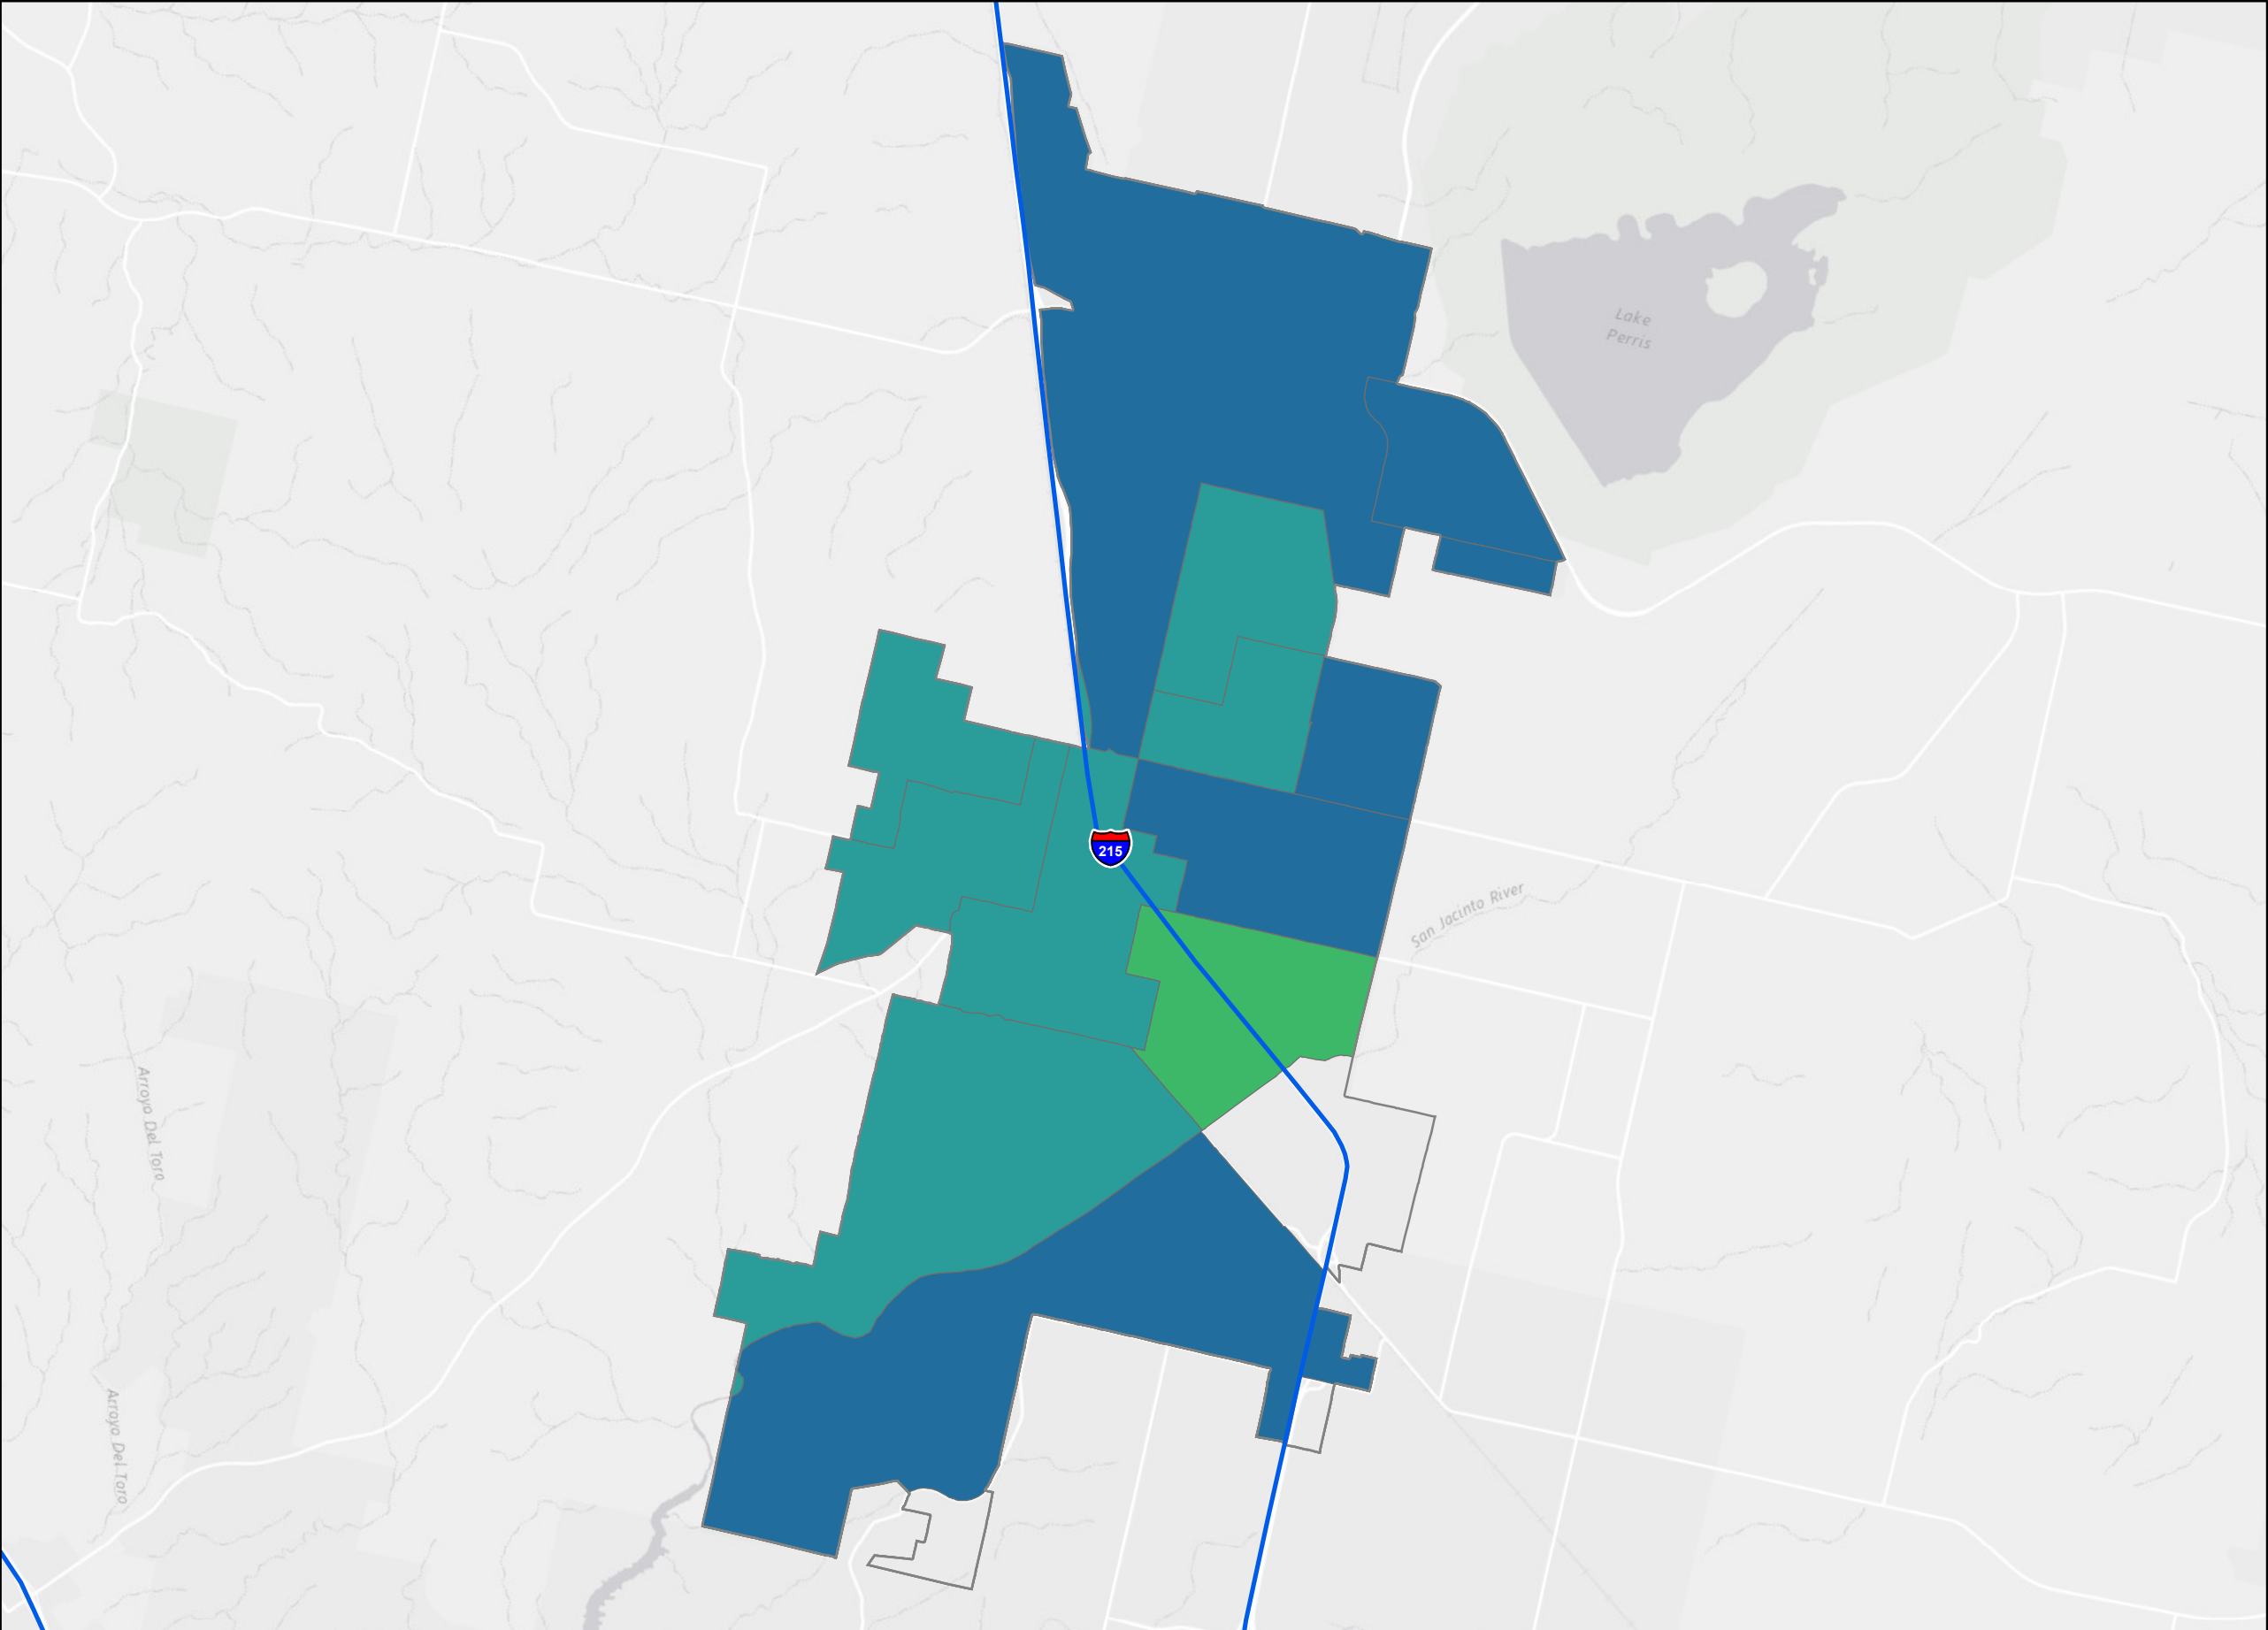 Lake
Perris
215
San Jacinto River
Arroyo Del Toro
Arroyo Del Toro